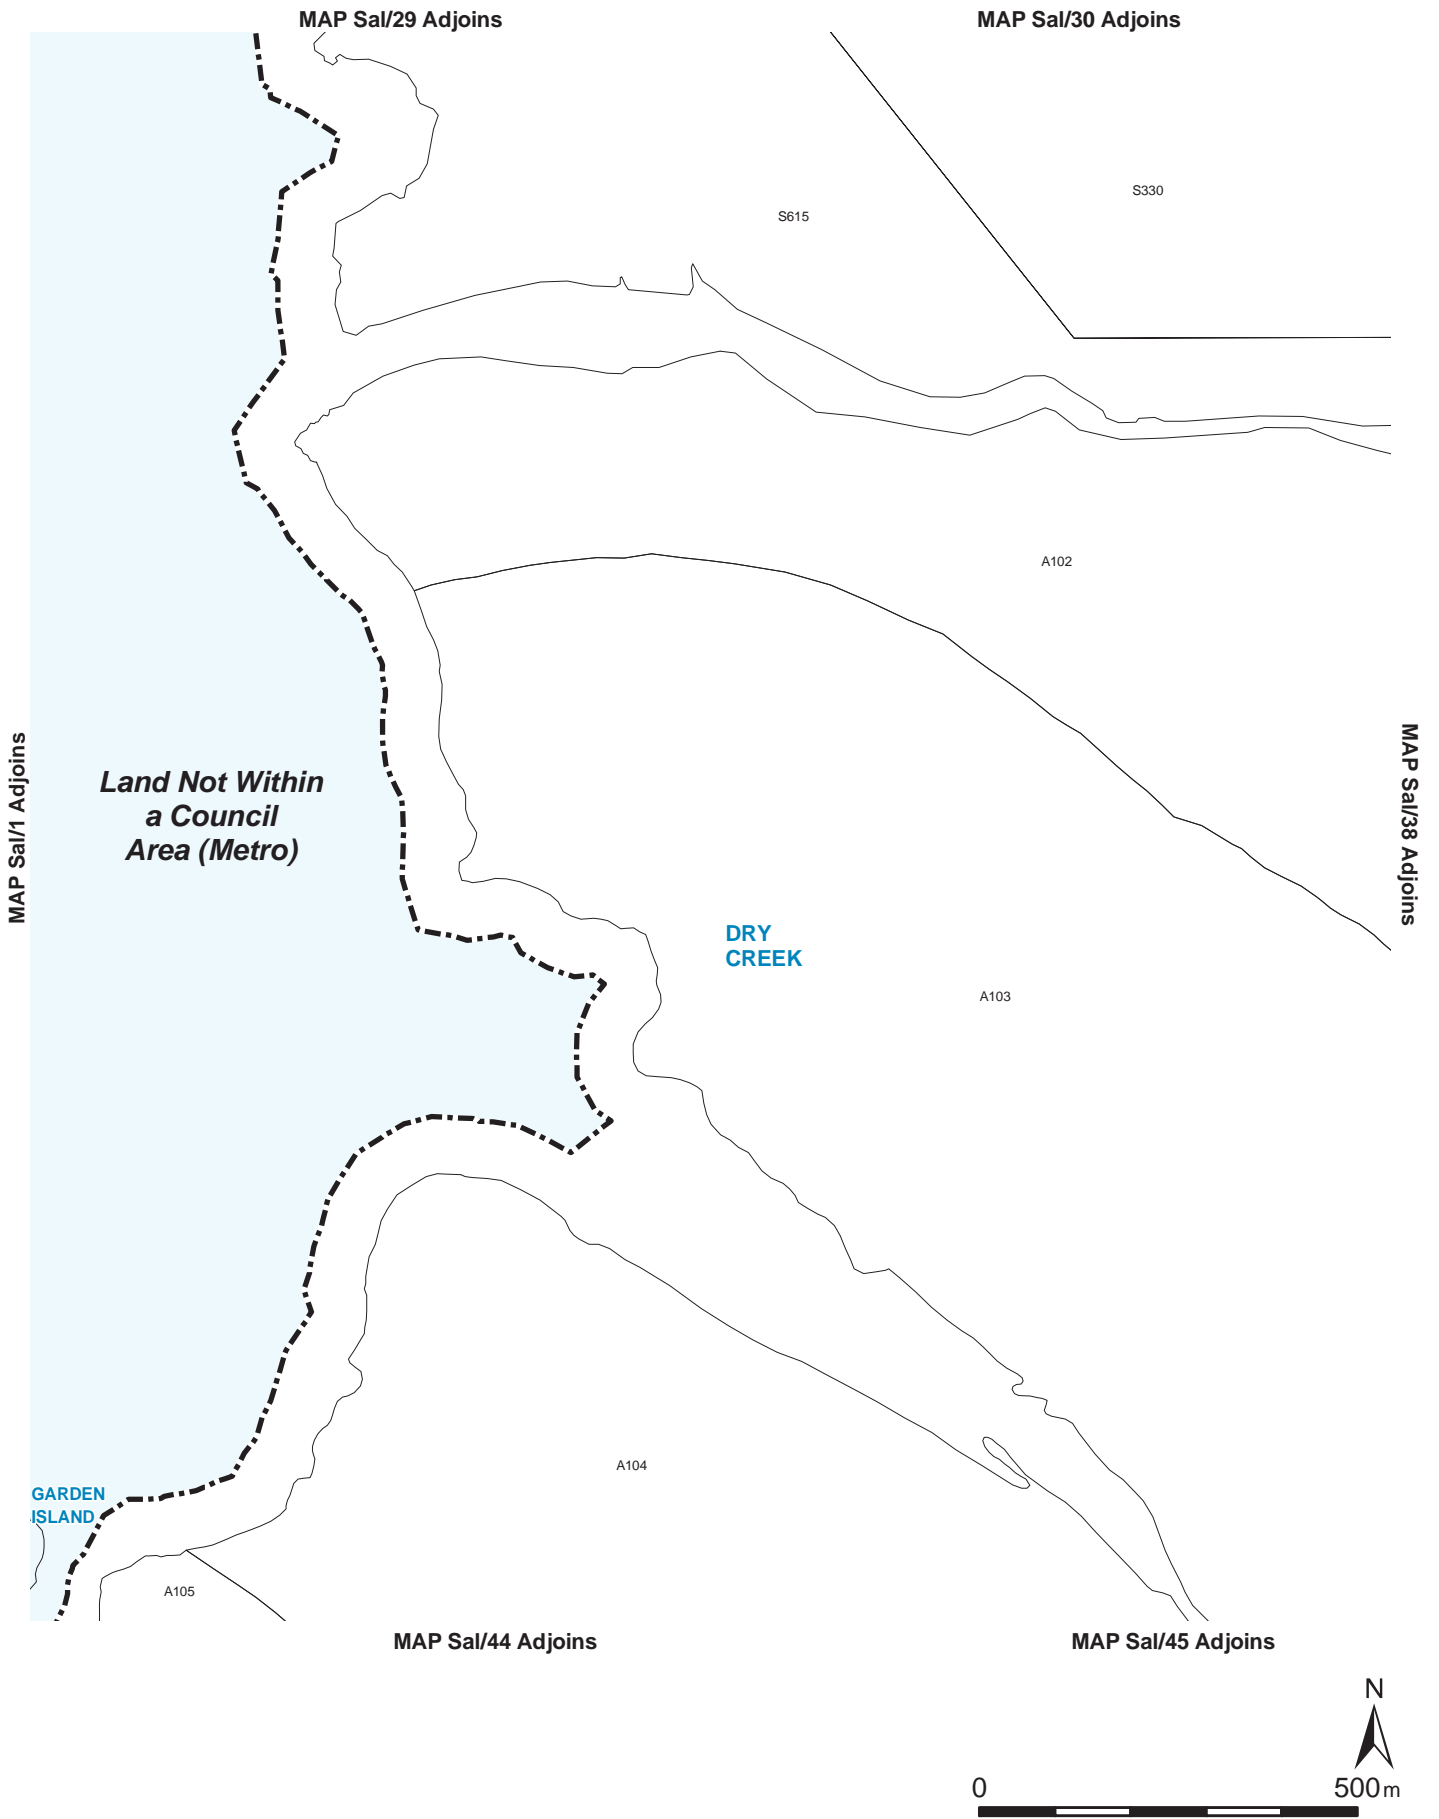 MAP Sal/29 Adjoins
MAP Sal/30 Adjoins
S330
S615
A102
MAP Sal/1 Adjoins
Land Not Within
a Council
Area (Metro)
MAP Sal/38 Adjoins
DRY
CREEK
A103
A104
GARDEN
ISLAND
A105
MAP Sal/44 Adjoins
MAP Sal/45 Adjoins
N
0
500 m